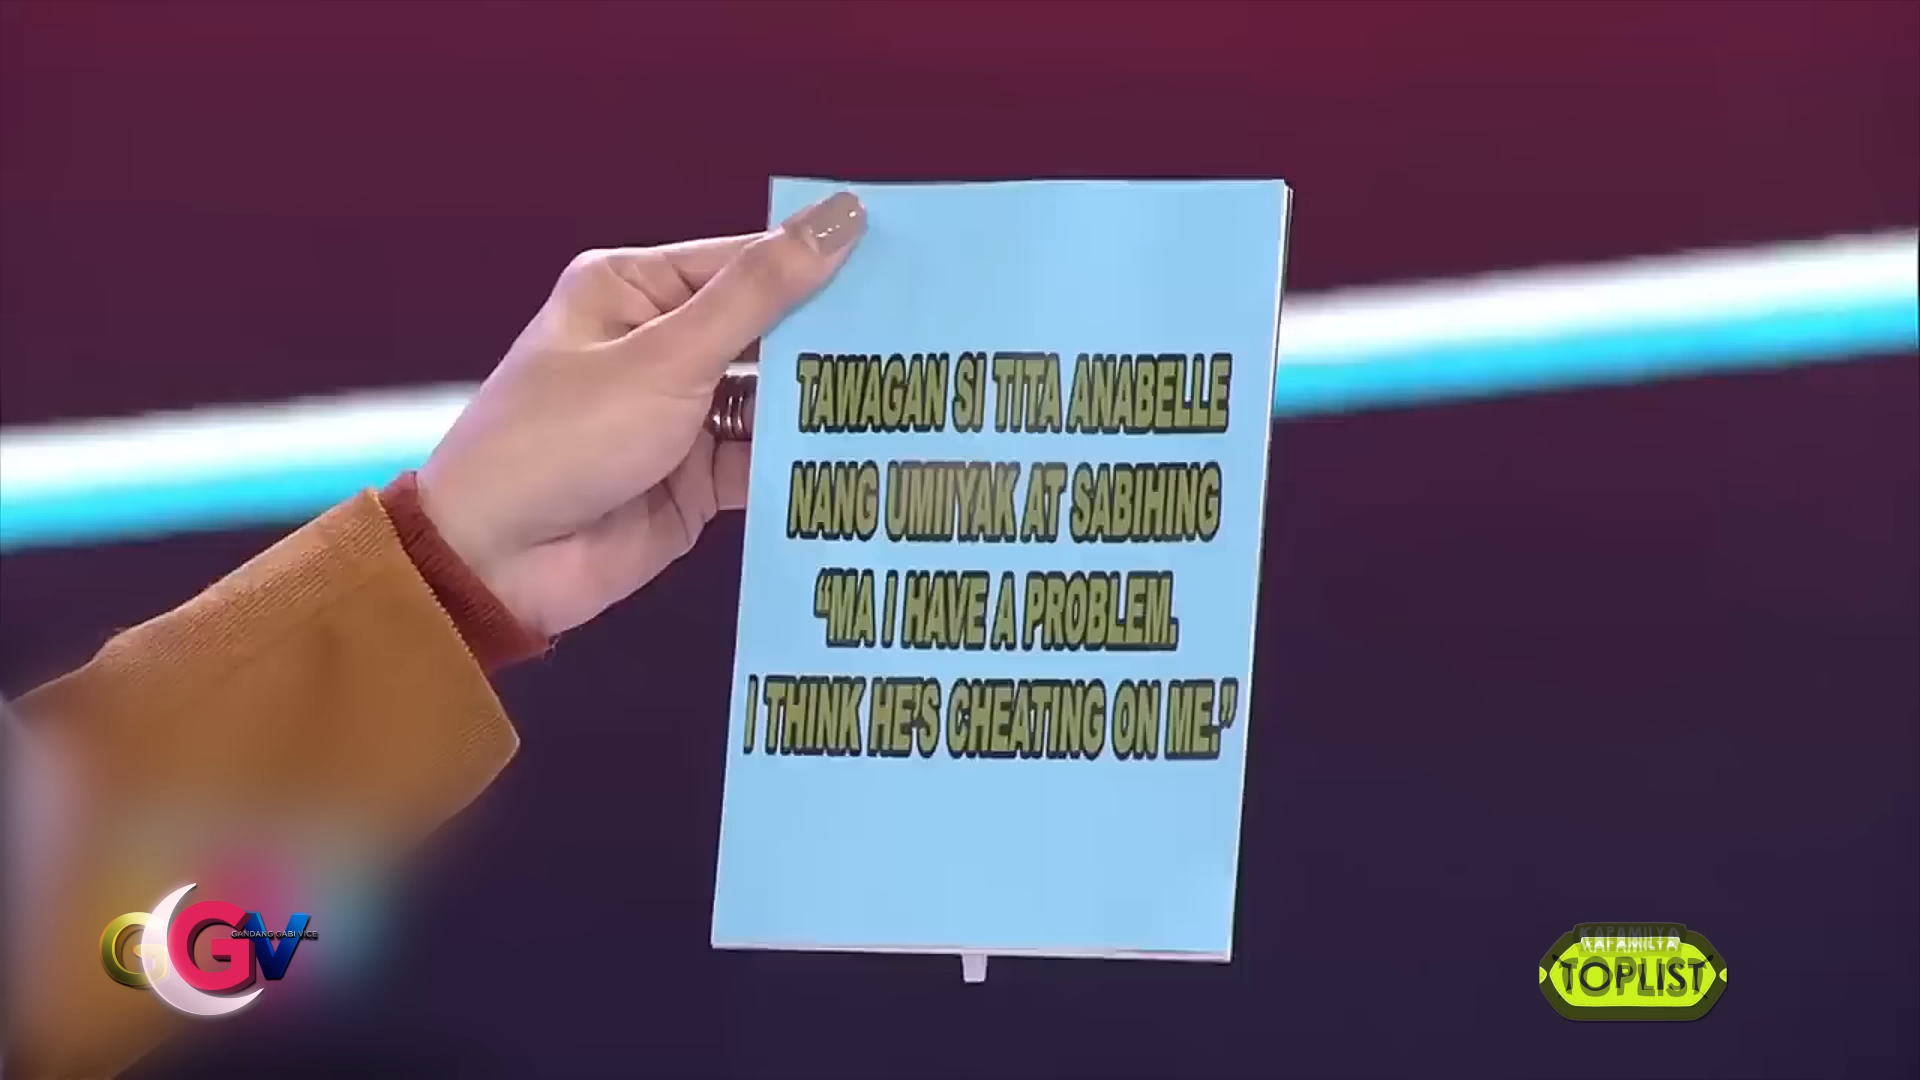 TAWAGAN SI TITA ANABELLE
NANG UMIIYAK AT SABIHING
“MA I HAVE A PROBLEM.
I THINK HE'S CHEATING ON ME.”
GGV
GANDANG GABI VICE
KAPAMILYA
TOPLIST